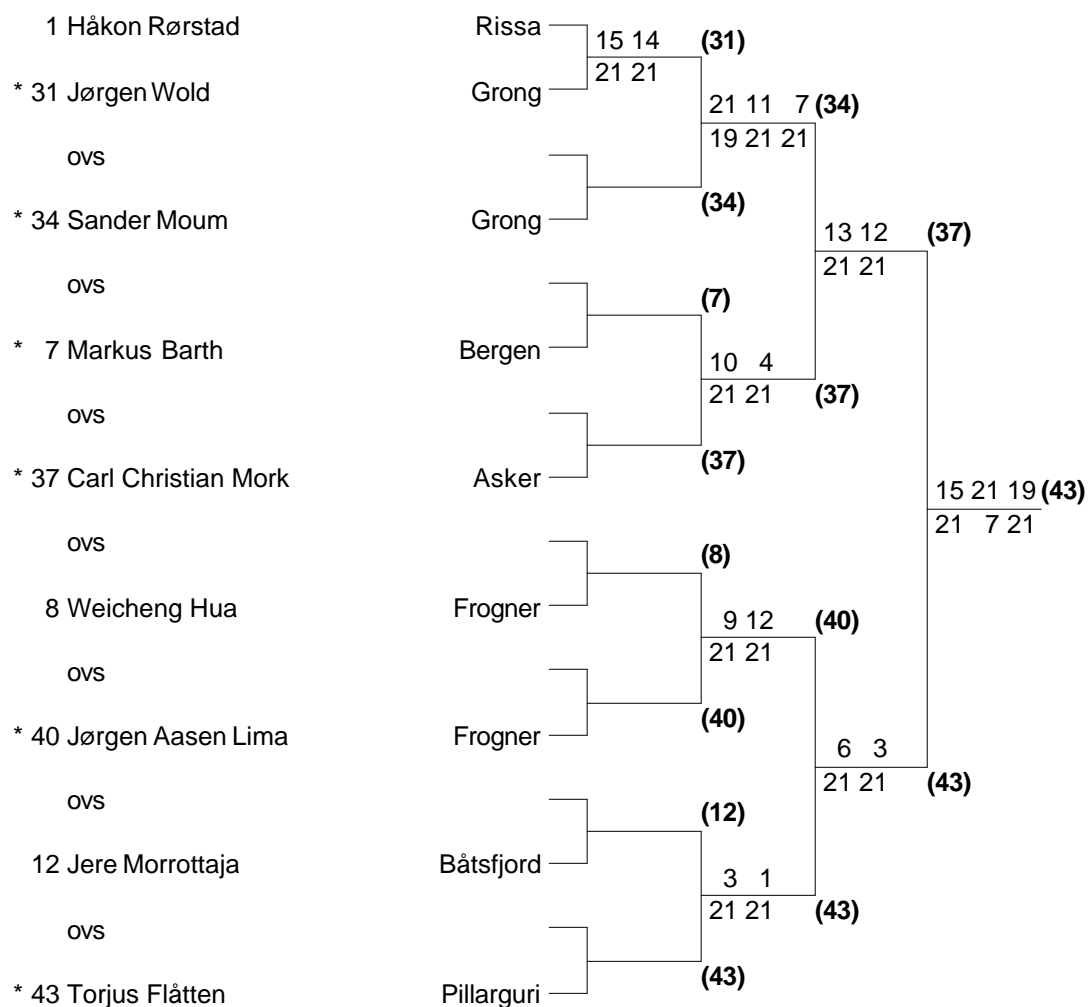 1 Håkon Rørstad Rissa
15 14 (31)
21 21
* 31 Jørgen Wold Grong
21 11 7 (34)
19 21 21
ovs
(34)
* 34 Sander Moum Grong
13 12 (37)
21 21
ovs
(7)
* 7 Markus Barth Bergen
10 4
21 21 (37)
ovs
(37)
* 37 Carl Christian Mork Asker
15 21 19 (43)
21 7 21
ovs
(8)
8 Weicheng Hua Frogner
9 12 (40)
21 21
ovs
(40)
* 40 Jørgen Aasen Lima Frogner
6 3
21 21 (43)
ovs
(12)
12 Jere Morrottaja Båtsfjord
3 1
21 21 (43)
ovs
(43)
* 43 Torjus Flåtten Pillarguri